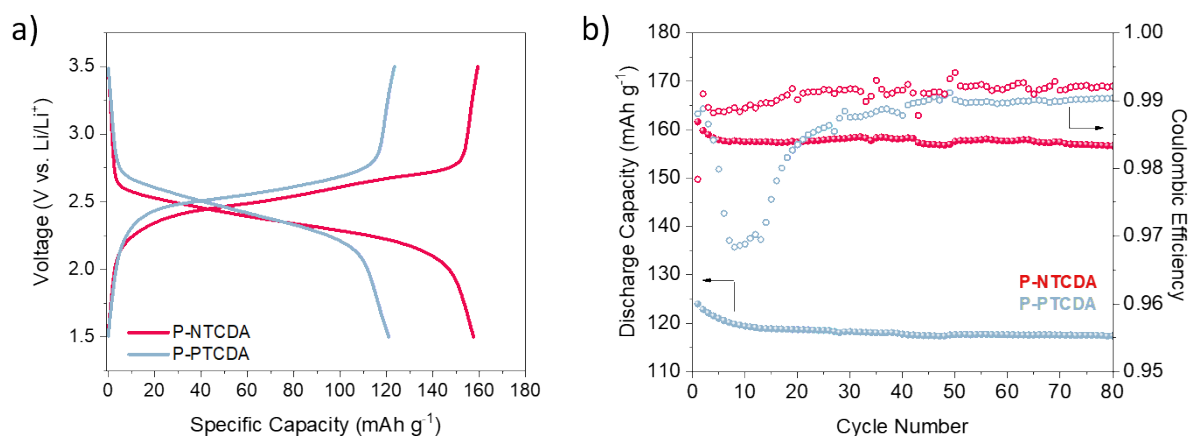 a)
3.5
3.0
2.5
2.0
1.5
Voltage (V vs. Li/Li⁺)
P-NTCDA
P-PTCDA
0 20 40 60 80 100 120 140 160 180
Specific Capacity (mAh g⁻¹)
b)
180
170
160
150
140
130
120
110
Discharge Capacity (mAh g⁻¹)
1.00
0.99
0.98
0.97
0.96
0.95
Coulombic Efficiency
P-NTCDA
P-PTCDA
0 10 20 30 40 50 60 70 80
Cycle Number